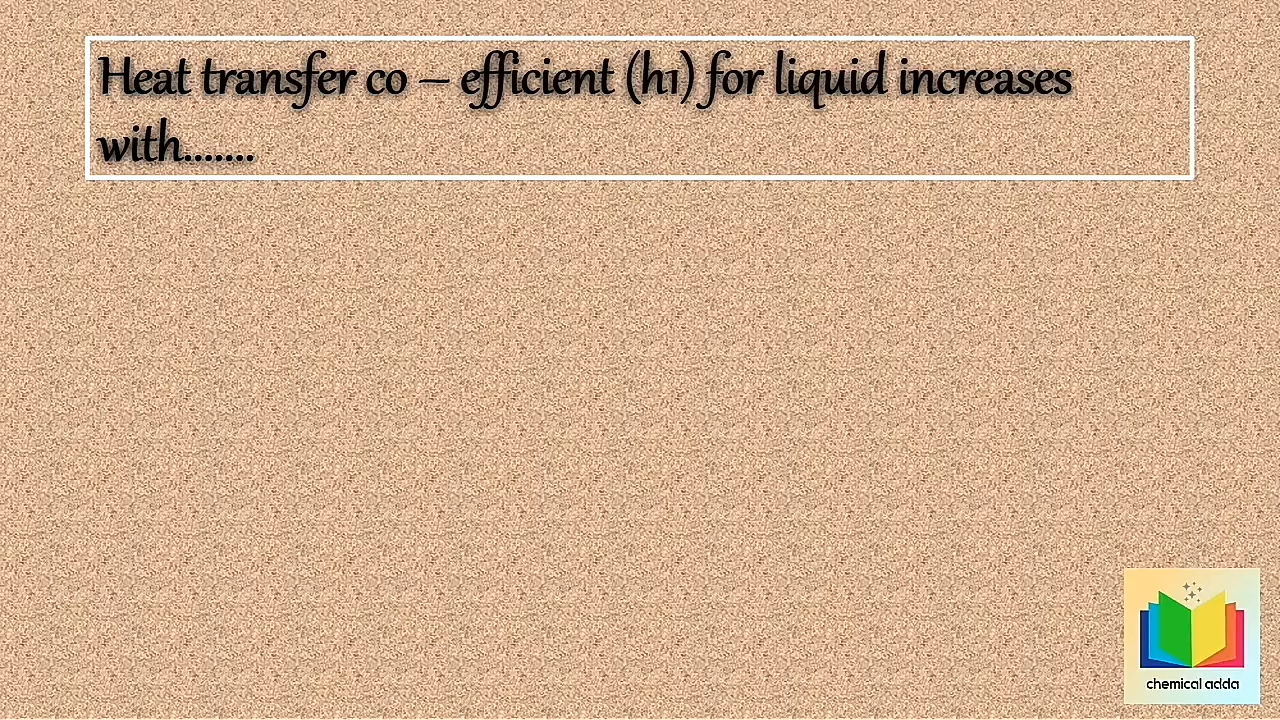 Heat transfer co – efficient (h1) for liquid increases
with.......
chemical adda